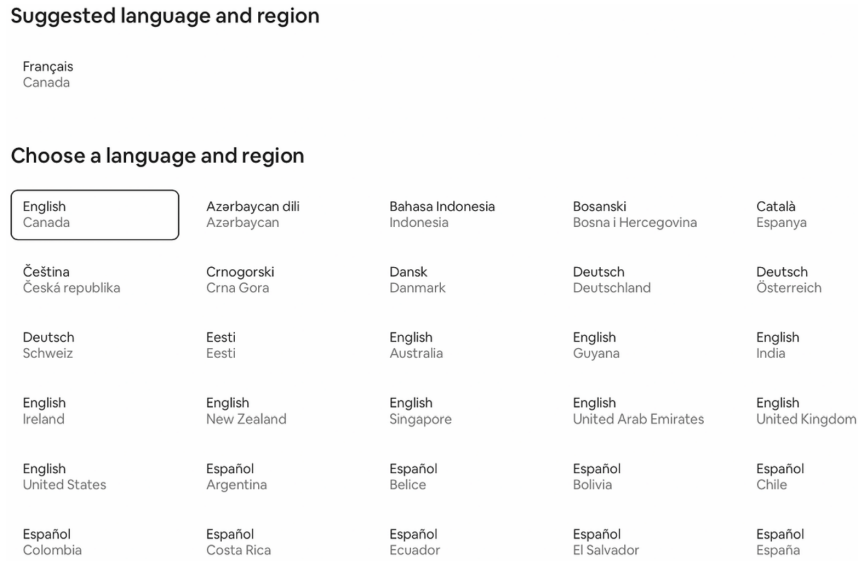 Suggested language and region
Français
Canada
Choose a language and region
English
Canada
Azərbaycan dili
Azərbaycan
Bahasa Indonesia
Indonesia
Bosanski
Bosna i Hercegovina
Català
Espanya
Čeština
Česká republika
Crnogorski
Crna Gora
Dansk
Danmark
Deutsch
Deutschland
Deutsch
Österreich
Deutsch
Schweiz
Eesti
Eesti
English
Australia
English
Guyana
English
India
English
Ireland
English
New Zealand
English
Singapore
English
United Arab Emirates
English
United Kingdom
English
United States
Español
Argentina
Español
Belice
Español
Bolivia
Español
Chile
Español
Colombia
Español
Costa Rica
Español
Ecuador
Español
El Salvador
Español
España